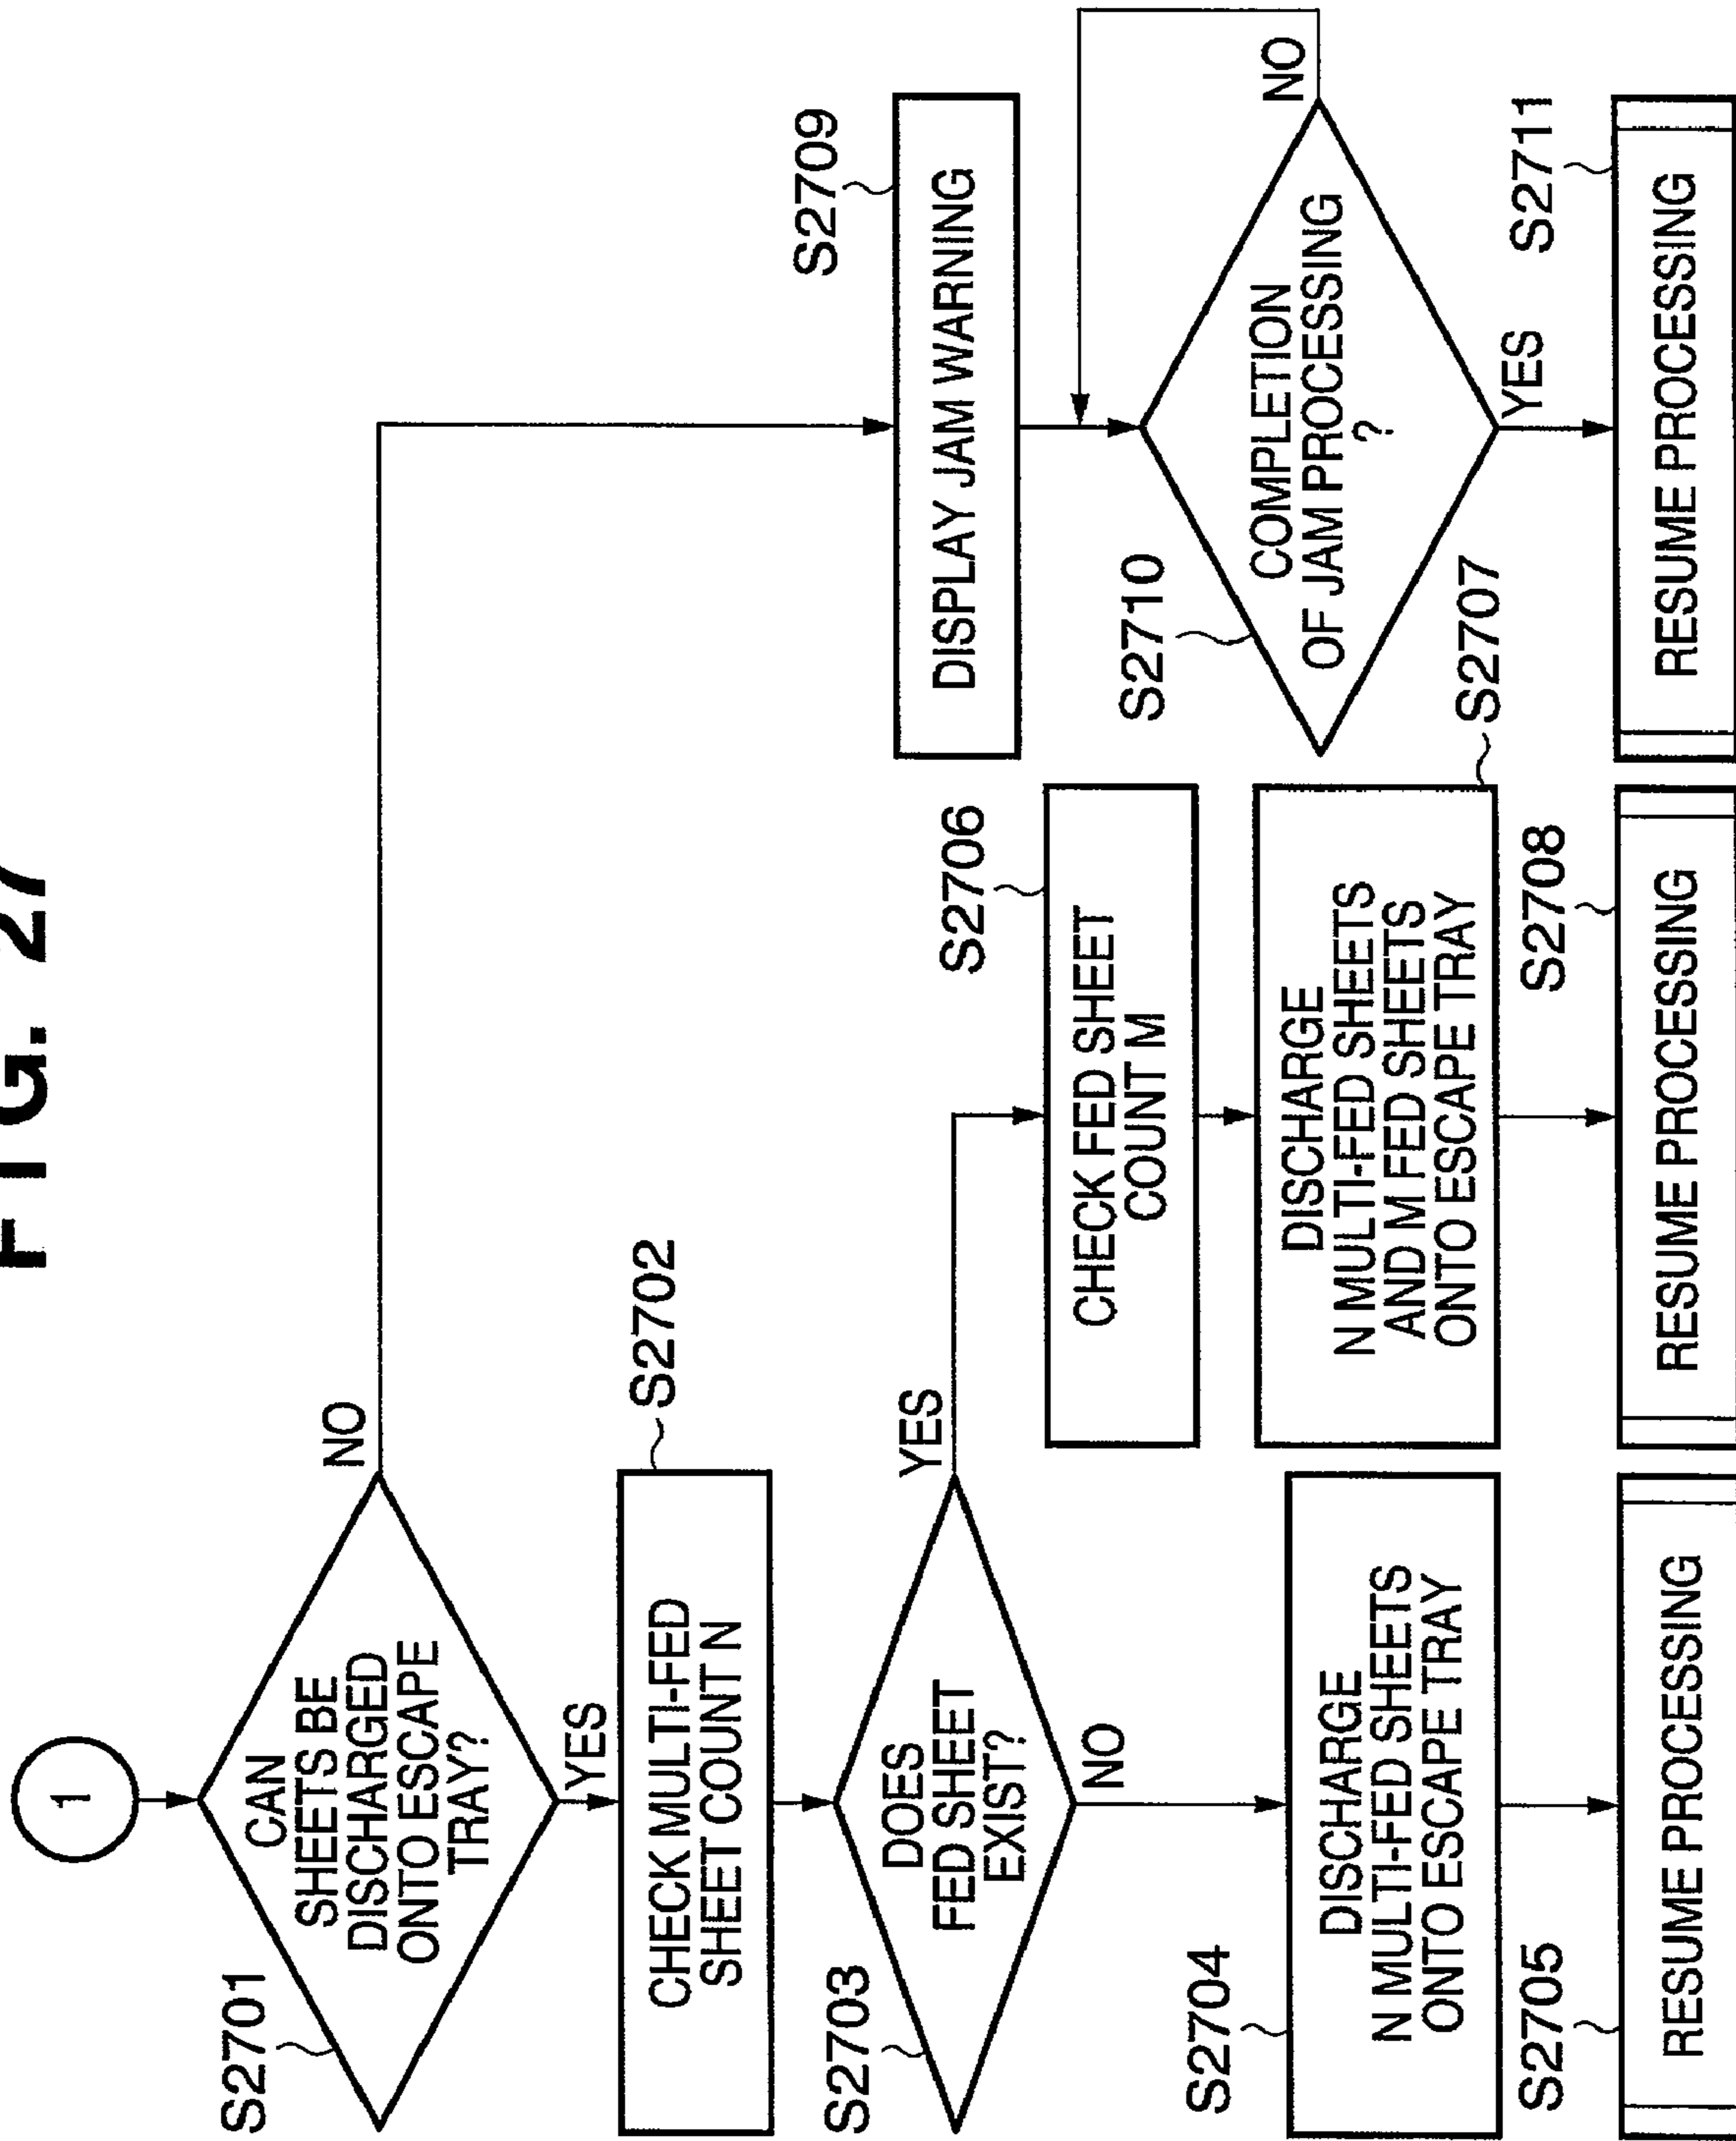 FIG. 27
1
S2701
CAN
SHEETS BE
DISCHARGED
ONTO ESCAPE
TRAY?
NO
YES
S2702
CHECK MULTI-FED
SHEET COUNT N
S2703
DOES
FED SHEET
EXIST?
YES
NO
S2704
DISCHARGE
N MULTI-FED SHEETS
ONTO ESCAPE TRAY
S2705
RESUME PROCESSING
S2706
CHECK FED SHEET
COUNT M
S2707
DISCHARGE
N MULTI-FED SHEETS
AND M FED SHEETS
ONTO ESCAPE TRAY
S2708
RESUME PROCESSING
S2709
DISPLAY JAM WARNING
S2710
COMPLETION
OF JAM PROCESSING
?
NO
YES
S2711
RESUME PROCESSING